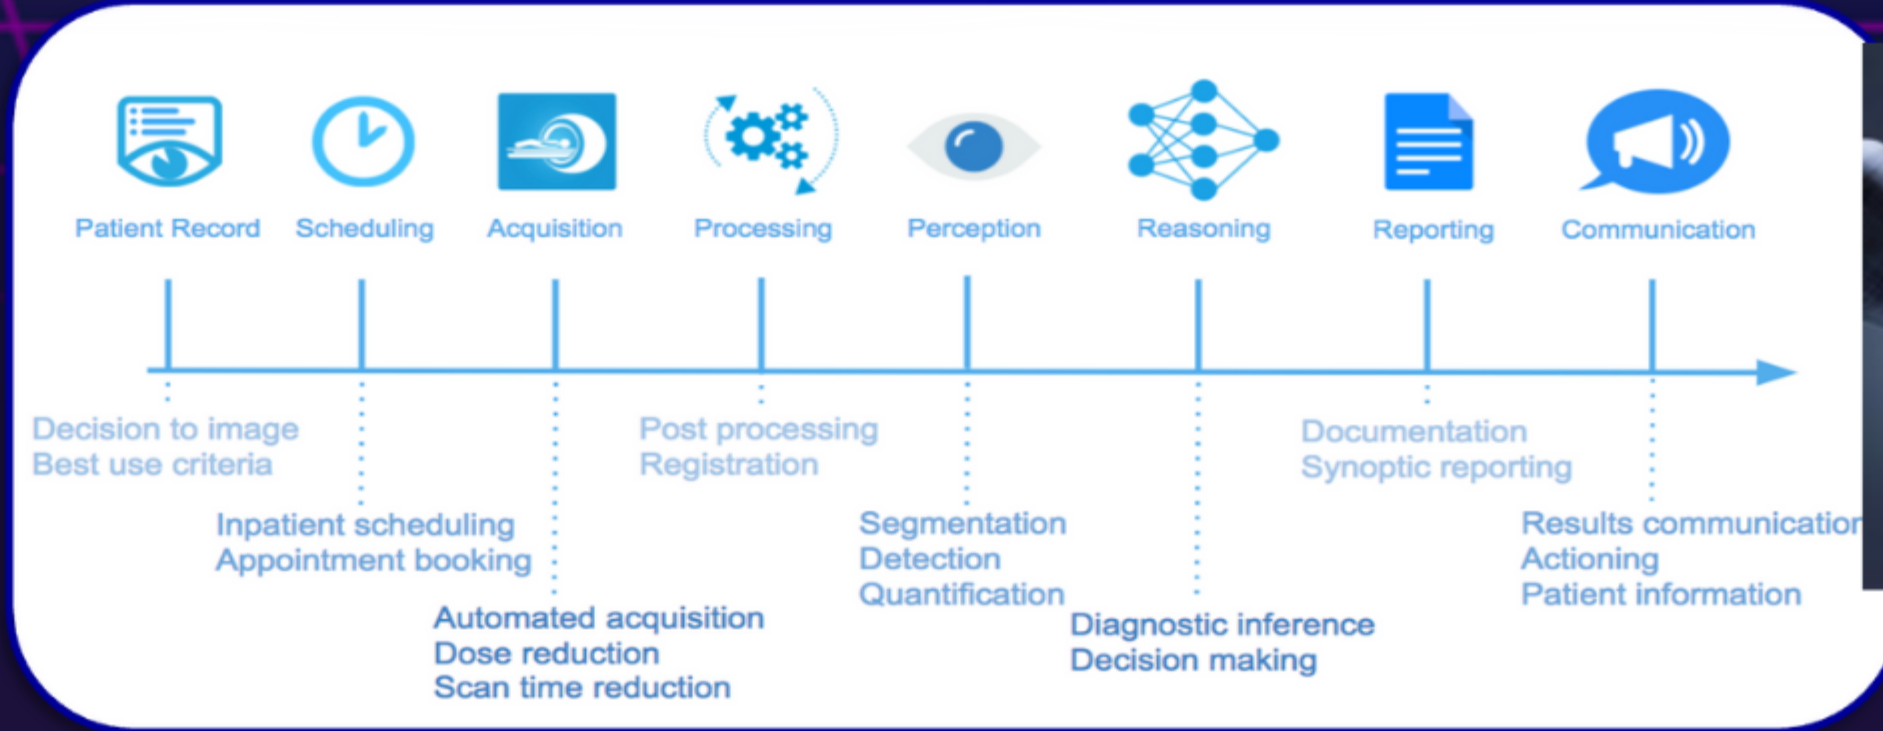 Patient Record
Scheduling
Acquisition
Processing
Perception
Reasoning
Reporting
Communication
Decision to image
Best use criteria
Inpatient scheduling
Appointment booking
Automated acquisition
Dose reduction
Scan time reduction
Post processing
Registration
Segmentation
Detection
Quantification
Diagnostic inference
Decision making
Documentation
Synoptic reporting
Results communication
Actioning
Patient information